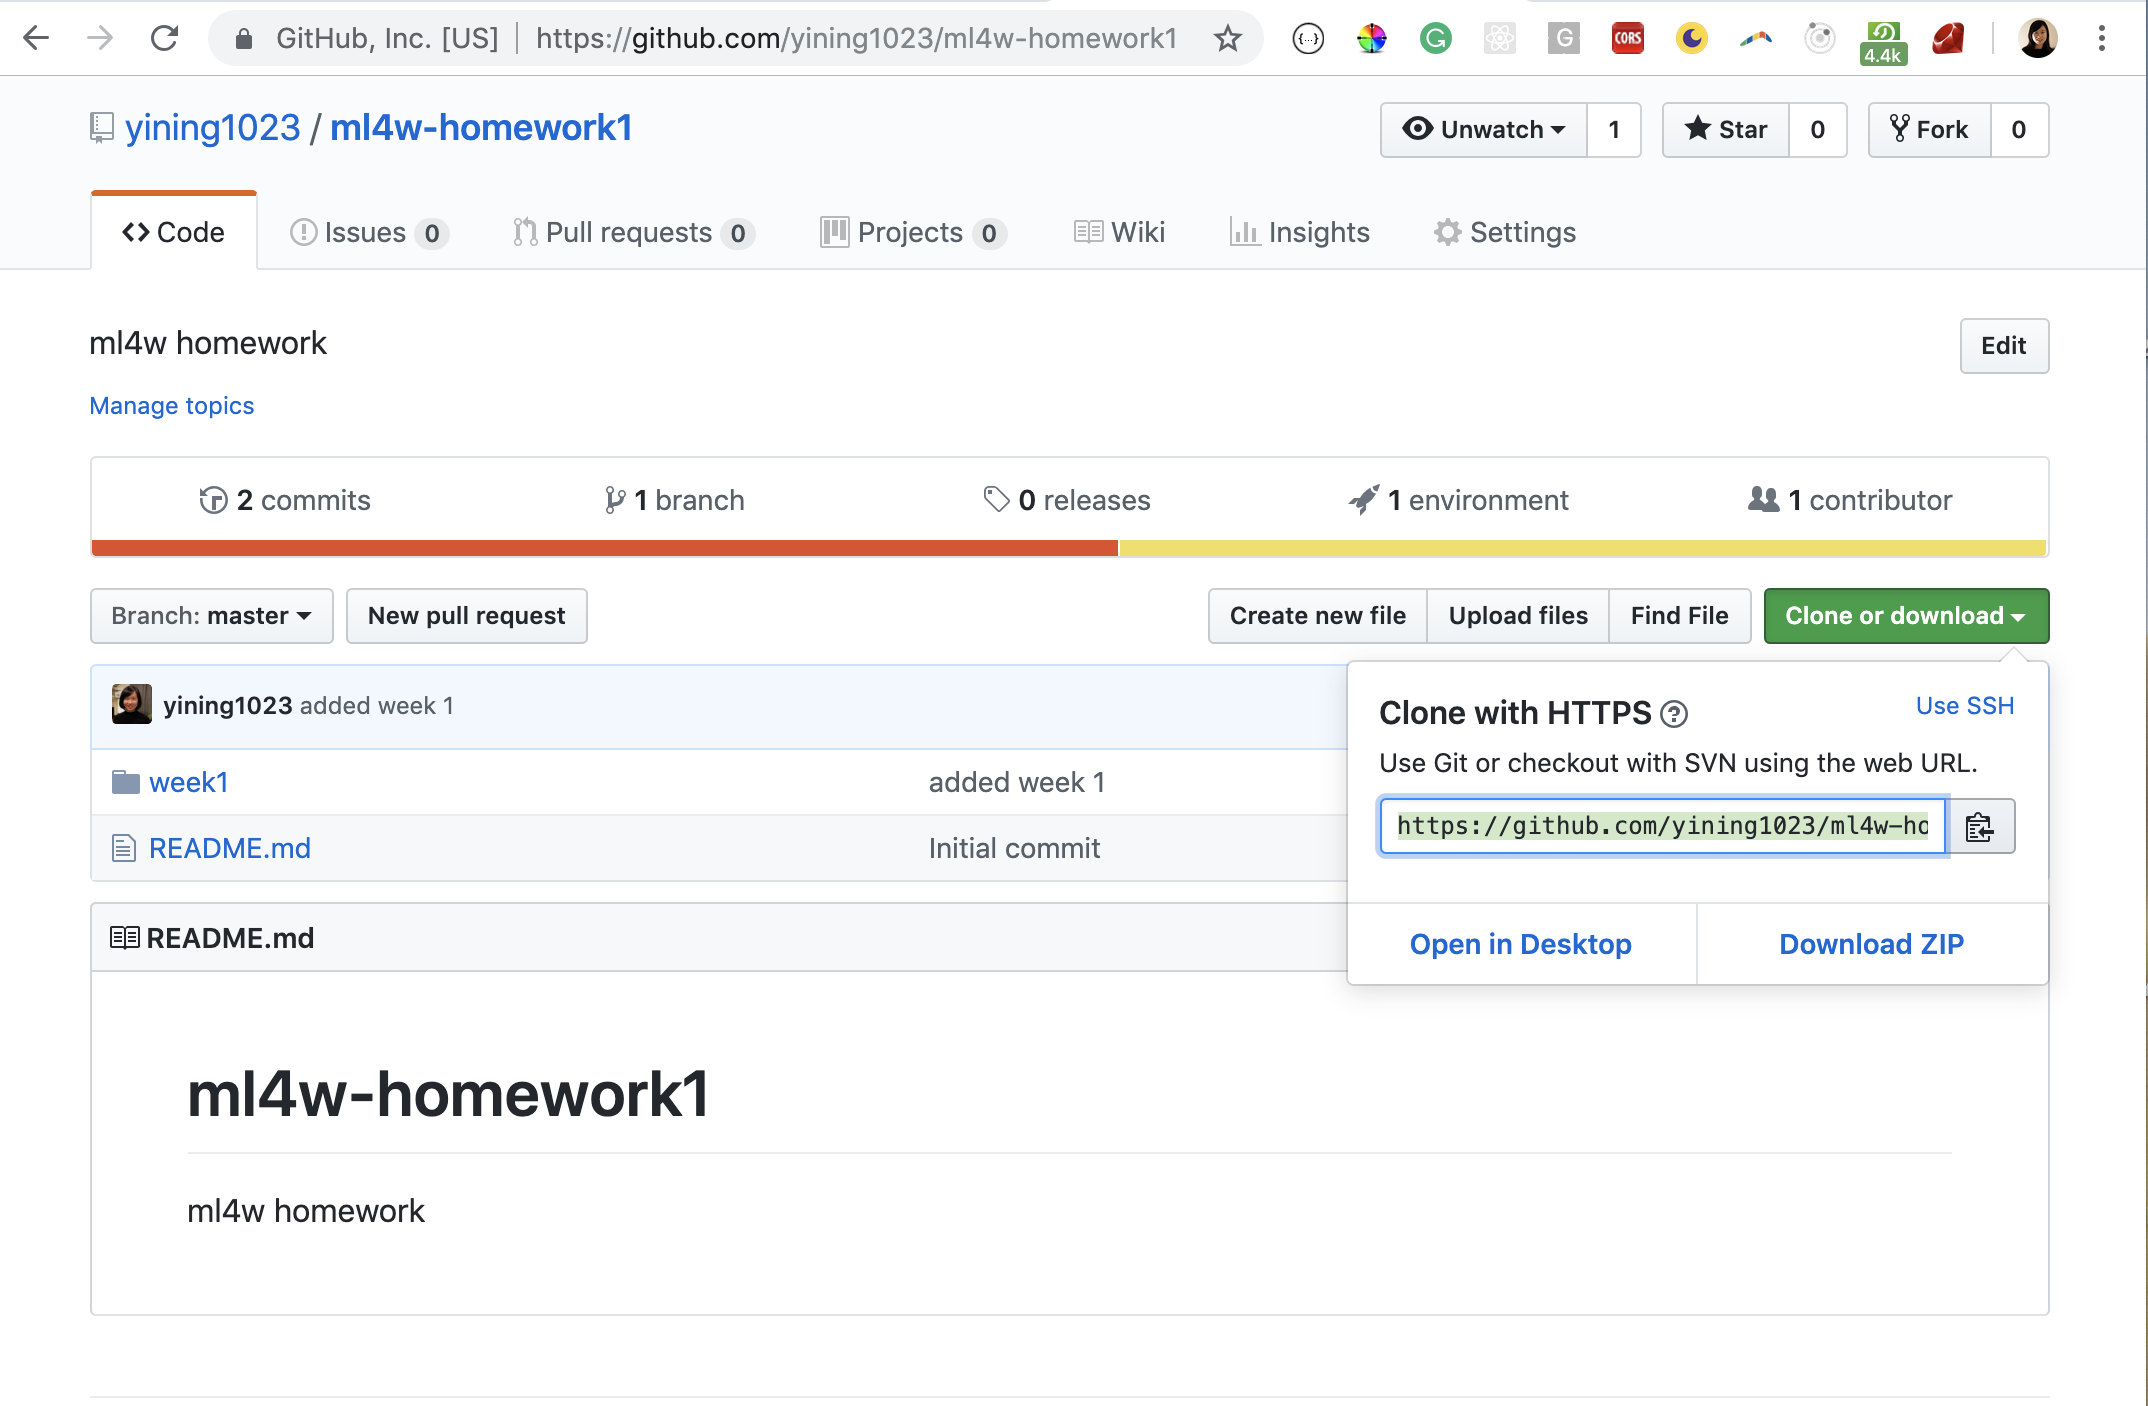 GitHub, Inc. [US] https://github.com/yining1023/ml4w-homework1
{...} G G CORS 4.4k
yining1023 / ml4w-homework1 Unwatch 1 Star 0 Fork 0
Code Issues 0 Pull requests 0 Projects 0 Wiki Insights Settings
ml4w homework Edit
Manage topics
2 commits 1 branch 0 releases 1 environment 1 contributor
Branch: master New pull request Create new file Upload files Find File Clone or download
yining1023 added week 1
week1 added week 1
README.md Initial commit
Clone with HTTPS ? Use SSH
Use Git or checkout with SVN using the web URL.
https://github.com/yining1023/ml4w-ho
Open in Desktop Download ZIP
README.md
ml4w-homework1
ml4w homework